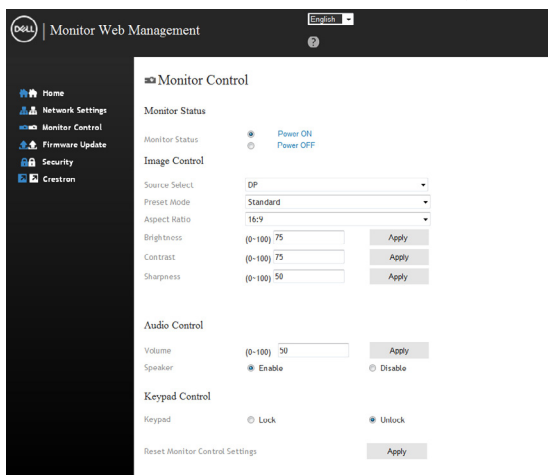 English
DELL | Monitor Web Management
?
Home
Network Settings
Monitor Control
Firmware Update
Security
Crestron
Monitor Control
Monitor Status
Monitor Status Power ON
Power OFF
Image Control
Source Select DP
Preset Mode Standard
Aspect Ratio 16:9
Brightness (0~100) 75 Apply
Contrast (0~100) 75 Apply
Sharpness (0~100) 50 Apply
Audio Control
Volume (0~100) 50 Apply
Speaker Enable Disable
Keypad Control
Keypad Lock Unlock
Reset Monitor Control Settings Apply